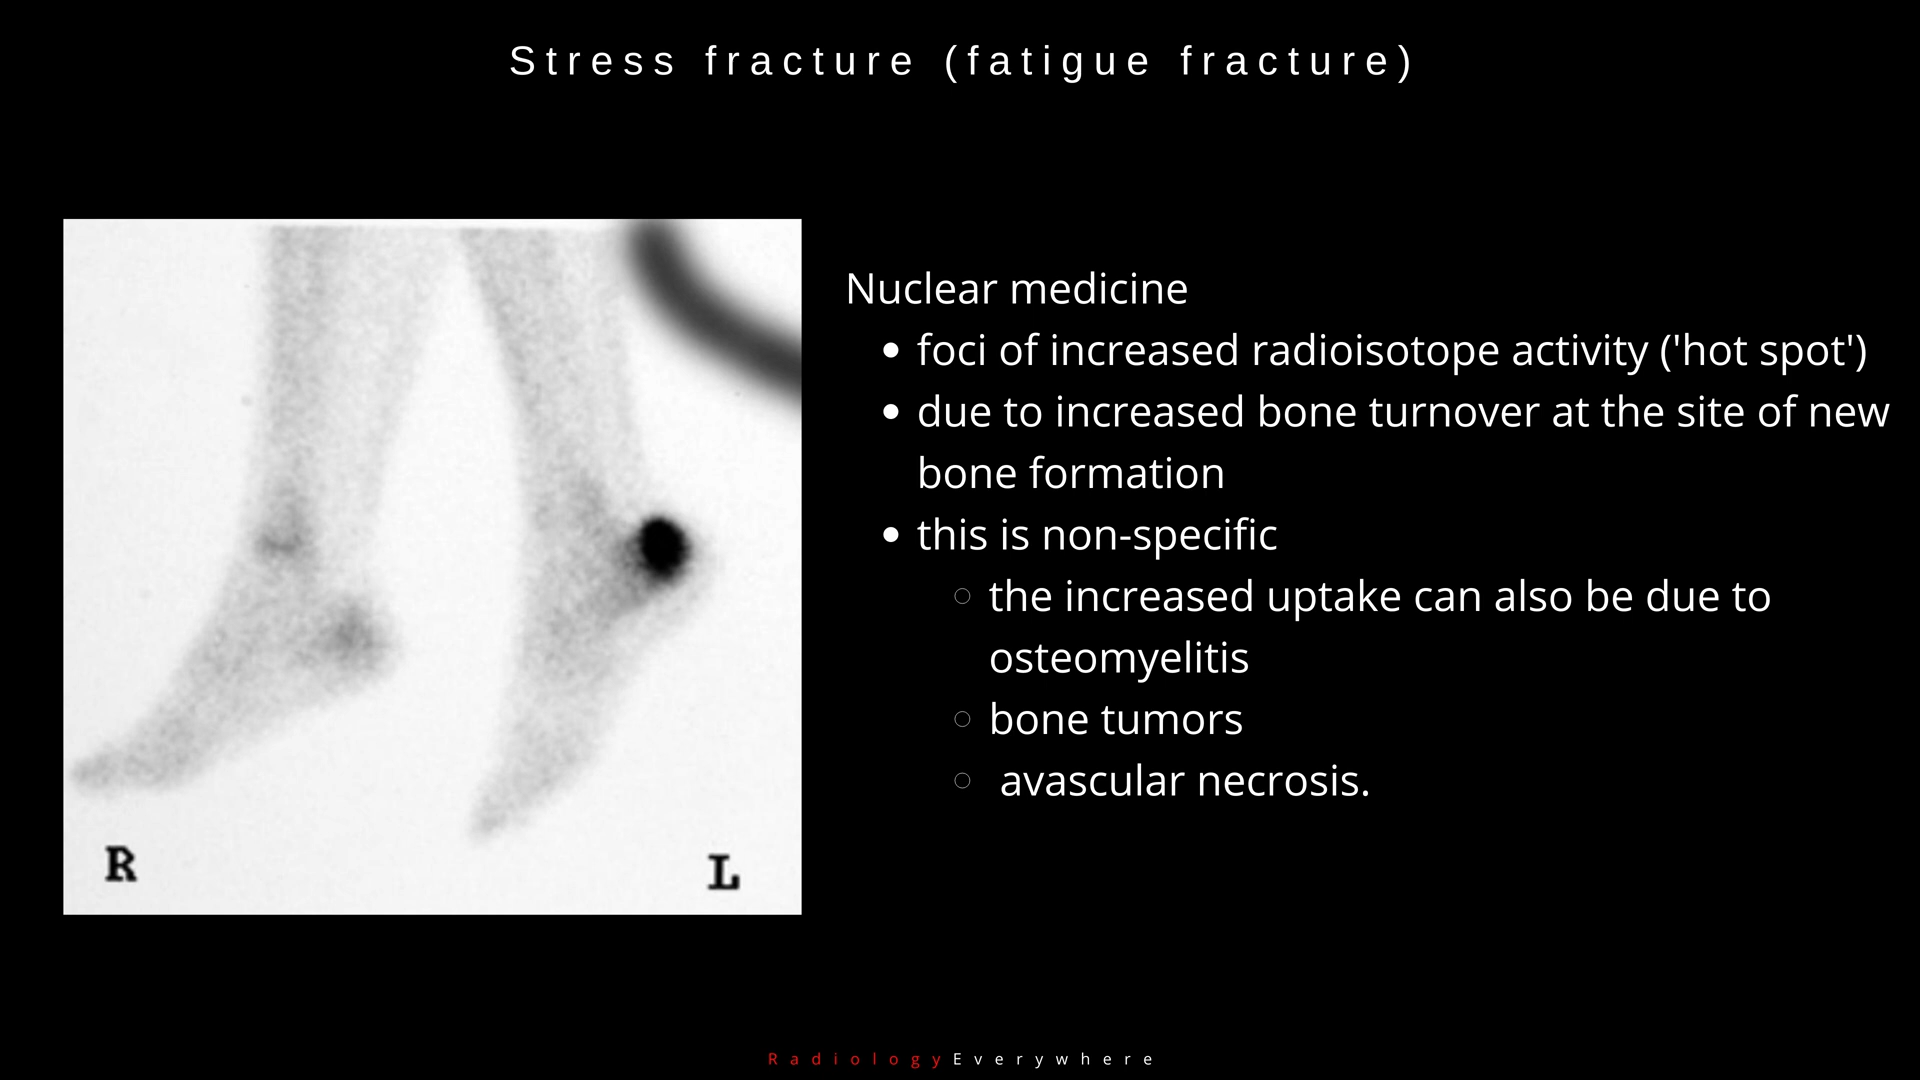 Stress fracture (fatigue fracture)
Nuclear medicine
• foci of increased radioisotope activity ('hot spot')
• due to increased bone turnover at the site of new
bone formation
• this is non-specific
○ the increased uptake can also be due to
osteomyelitis
○ bone tumors
○ avascular necrosis.
R
L
RadiologyEverywhere